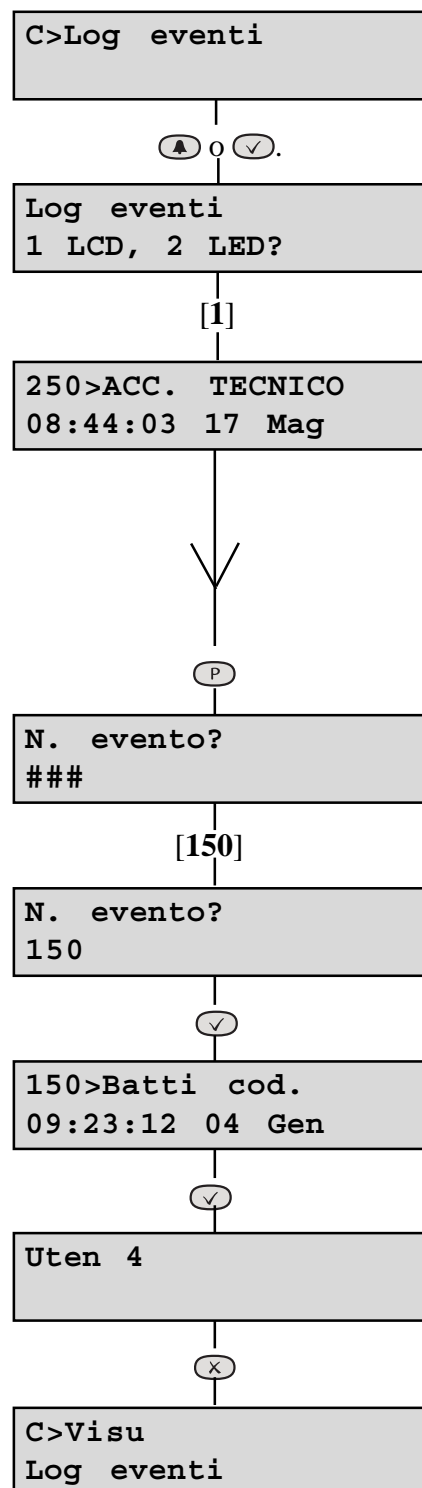 C>Log eventi
o .
Log eventi
1 LCD, 2 LED?
[1]
250>ACC. TECNICO
08:44:03 17 Mag
P
N. evento?
###
[150]
N. evento?
150
150>Batti cod.
09:23:12 04 Gen
Uten 4
C>Visu
Log eventi